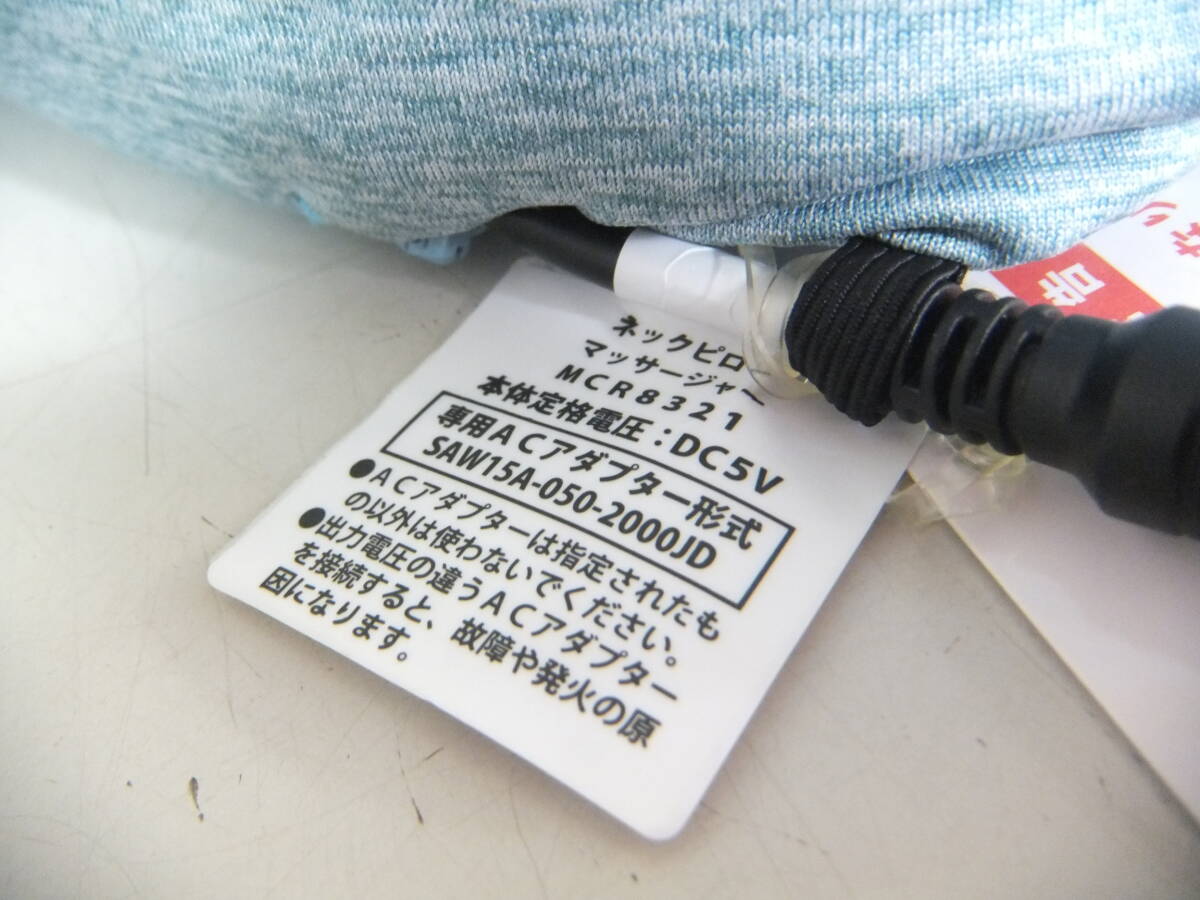 ネックピロー
マッサージャー
MCR8321
本体定格電圧：DC5V
専用ACアダプター形式
SAW15A-050-2000JD
●ACアダプターは指定されたも
の以外は使わないでください。
●出力電圧の違うACアダプター
を接続すると、故障や発火の原
因になります。